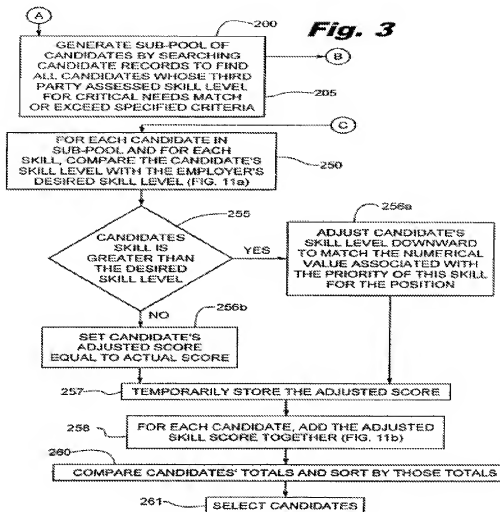 A
200
Fig. 3
GENERATE SUB-POOL OF
CANDIDATES BY SEARCHING
CANDIDATE RECORDS TO FIND
ALL CANDIDATES WHOSE THIRD
PARTY ASSESSED SKILL LEVEL
FOR CRITICAL NEEDS MATCH
OR EXCEED SPECIFIED CRITERIA
B
205
C
FOR EACH CANDIDATE IN
SUB-POOL AND FOR EACH
SKILL, COMPARE THE CANDIDATE'S
SKILL LEVEL WITH THE EMPLOYER'S
DESIRED SKILL LEVEL (FIG. 11a)
250
255
CANDIDATES
SKILL IS
GREATER THAN
THE DESIRED
SKILL LEVEL
YES
NO
256a
ADJUST CANDIDATE'S
SKILL LEVEL DOWNWARD
TO MATCH THE NUMERICAL
VALUE ASSOCIATED WITH
THE PRIORITY OF THIS SKILL
FOR THE POSITION
256b
SET CANDIDATE'S
ADJUSTED SCORE
EQUAL TO ACTUAL SCORE
257
TEMPORARILY STORE THE ADJUSTED SCORE
258
FOR EACH CANDIDATE, ADD THE ADJUSTED
SKILL SCORE TOGETHER (FIG. 11b)
260
COMPARE CANDIDATES' TOTALS AND SORT BY THOSE TOTALS
261
SELECT CANDIDATES